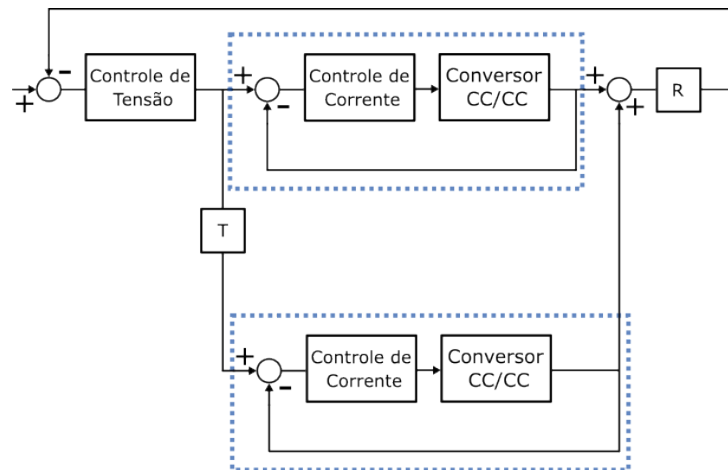 Controle de
Tensão
Controle de
Corrente
Conversor
CC/CC
R
T
Controle de
Corrente
Conversor
CC/CC